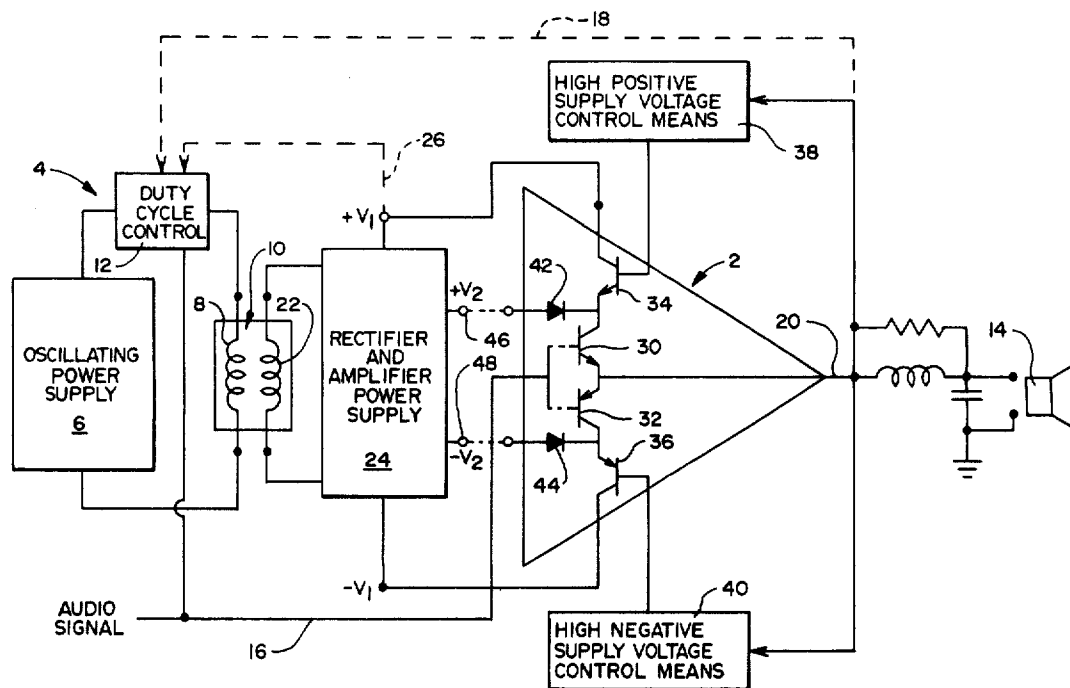 18
HIGH POSITIVE
SUPPLY VOLTAGE
CONTROL MEANS
38
26
4
DUTY
CYCLE
CONTROL
12
+V1
10
2
42
34
8
22
+V2
46
OSCILLATING
POWER
SUPPLY
6
RECTIFIER
AND
AMPLIFIER
POWER
SUPPLY
24
30
20
14
48
32
-V2
36
44
-V1
40
AUDIO
SIGNAL
16
HIGH NEGATIVE
SUPPLY VOLTAGE
CONTROL MEANS